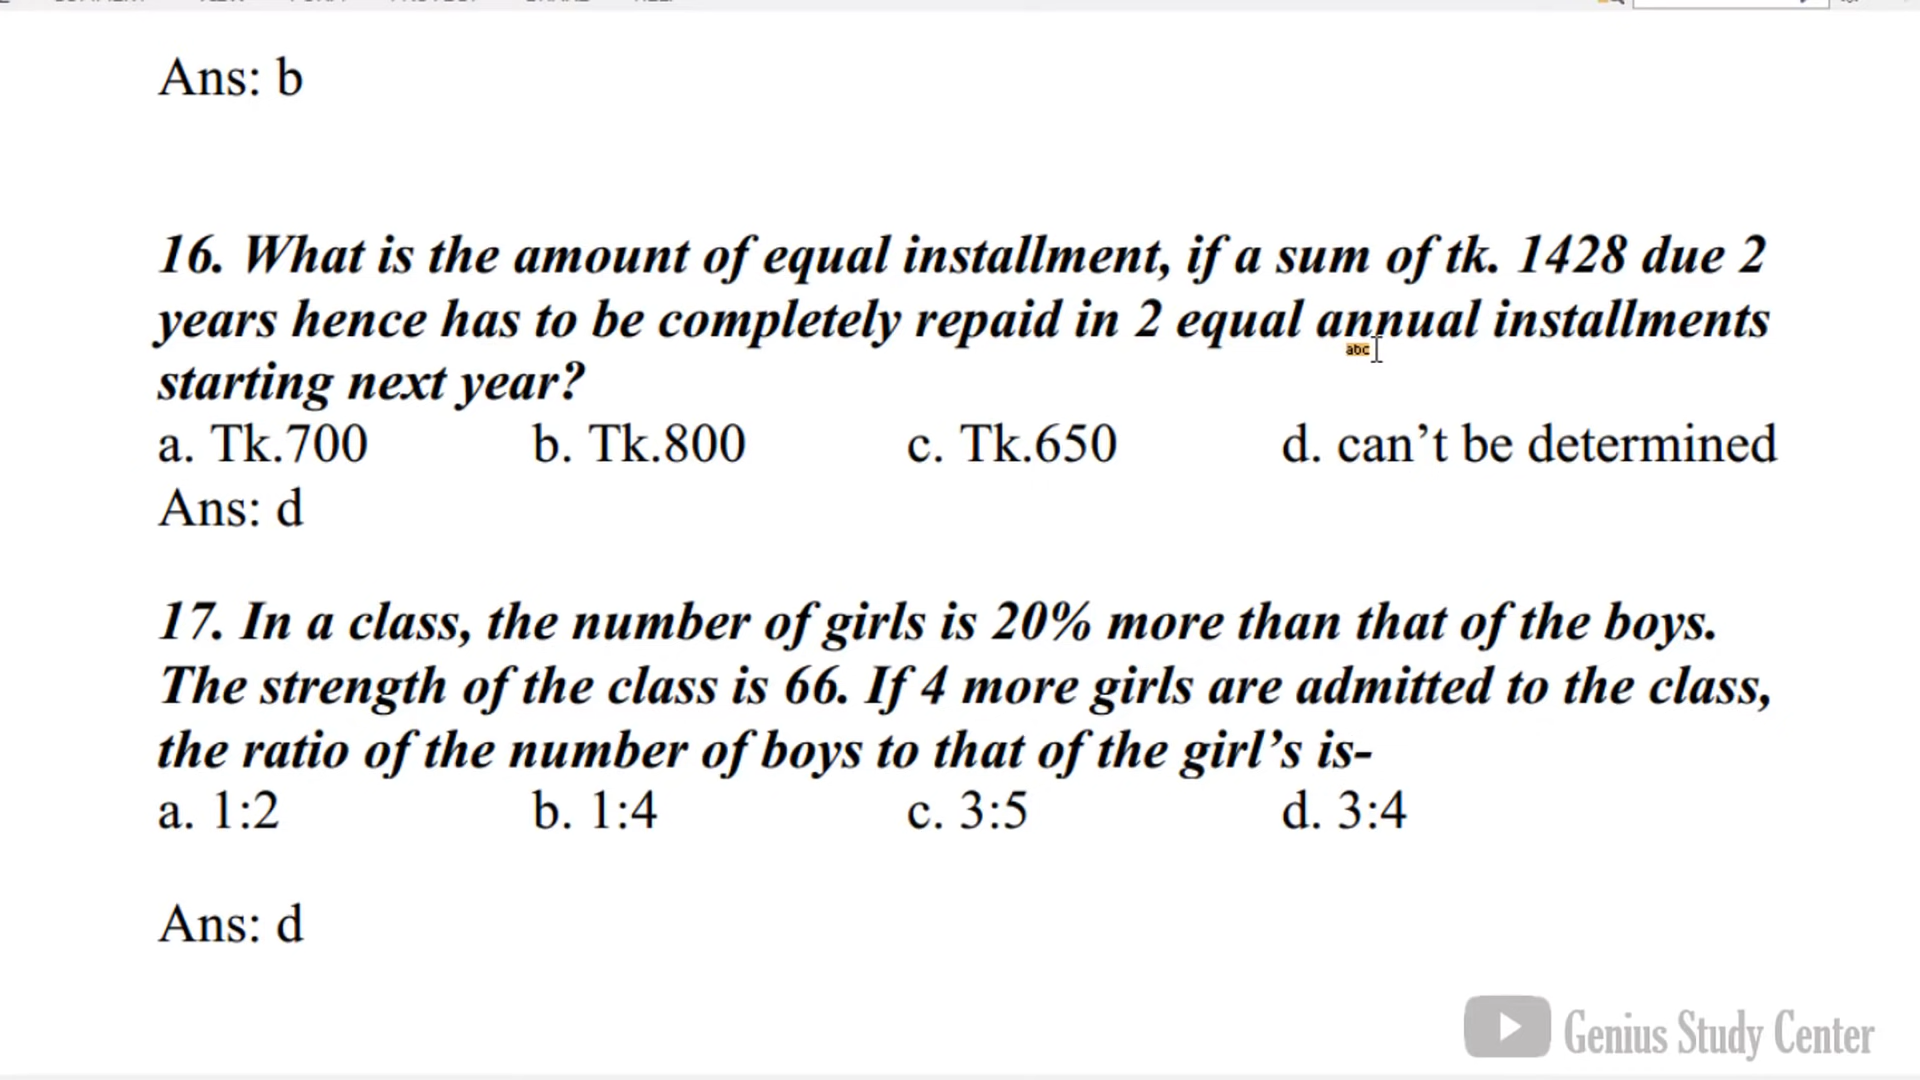 Ans: b
16. What is the amount of equal installment, if a sum of tk. 1428 due 2
years hence has to be completely repaid in 2 equal annual installments
abc
starting next year?
a. Tk.700 b. Tk.800 c. Tk.650 d. can’t be determined
Ans: d
17. In a class, the number of girls is 20% more than that of the boys.
The strength of the class is 66. If 4 more girls are admitted to the class,
the ratio of the number of boys to that of the girl’s is-
a. 1:2 b. 1:4 c. 3:5 d. 3:4
Ans: d
Genius Study Center